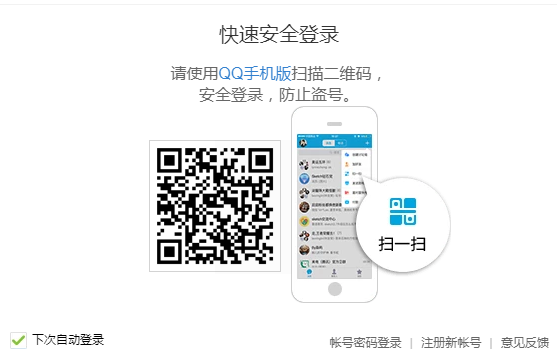 快速安全登录
请使用QQ手机版扫描二维码，
安全登录，防止盗号。
扫一扫
下次自动登录
帐号密码登录 | 注册新帐号 | 意见反馈